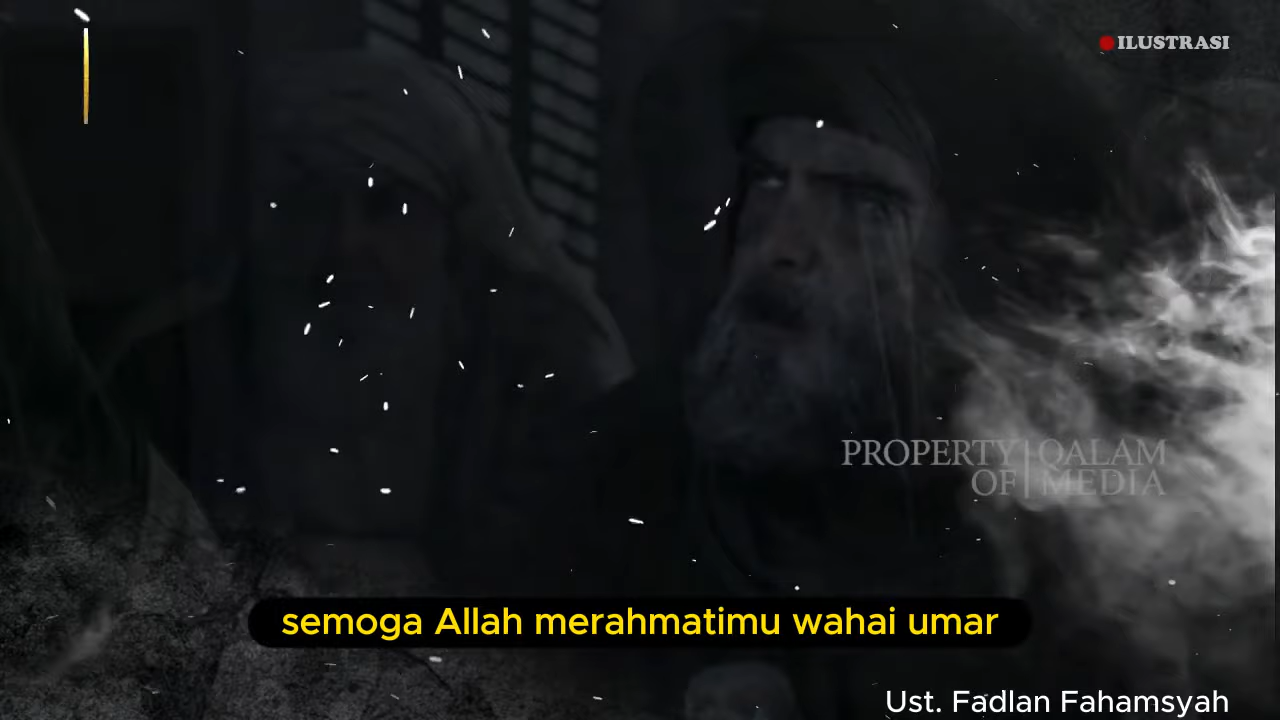 ILUSTRASI
PROPERTY OF | QALAM MEDIA
semoga Allah merahmatimu wahai umar
Ust. Fadlan Fahamsyah